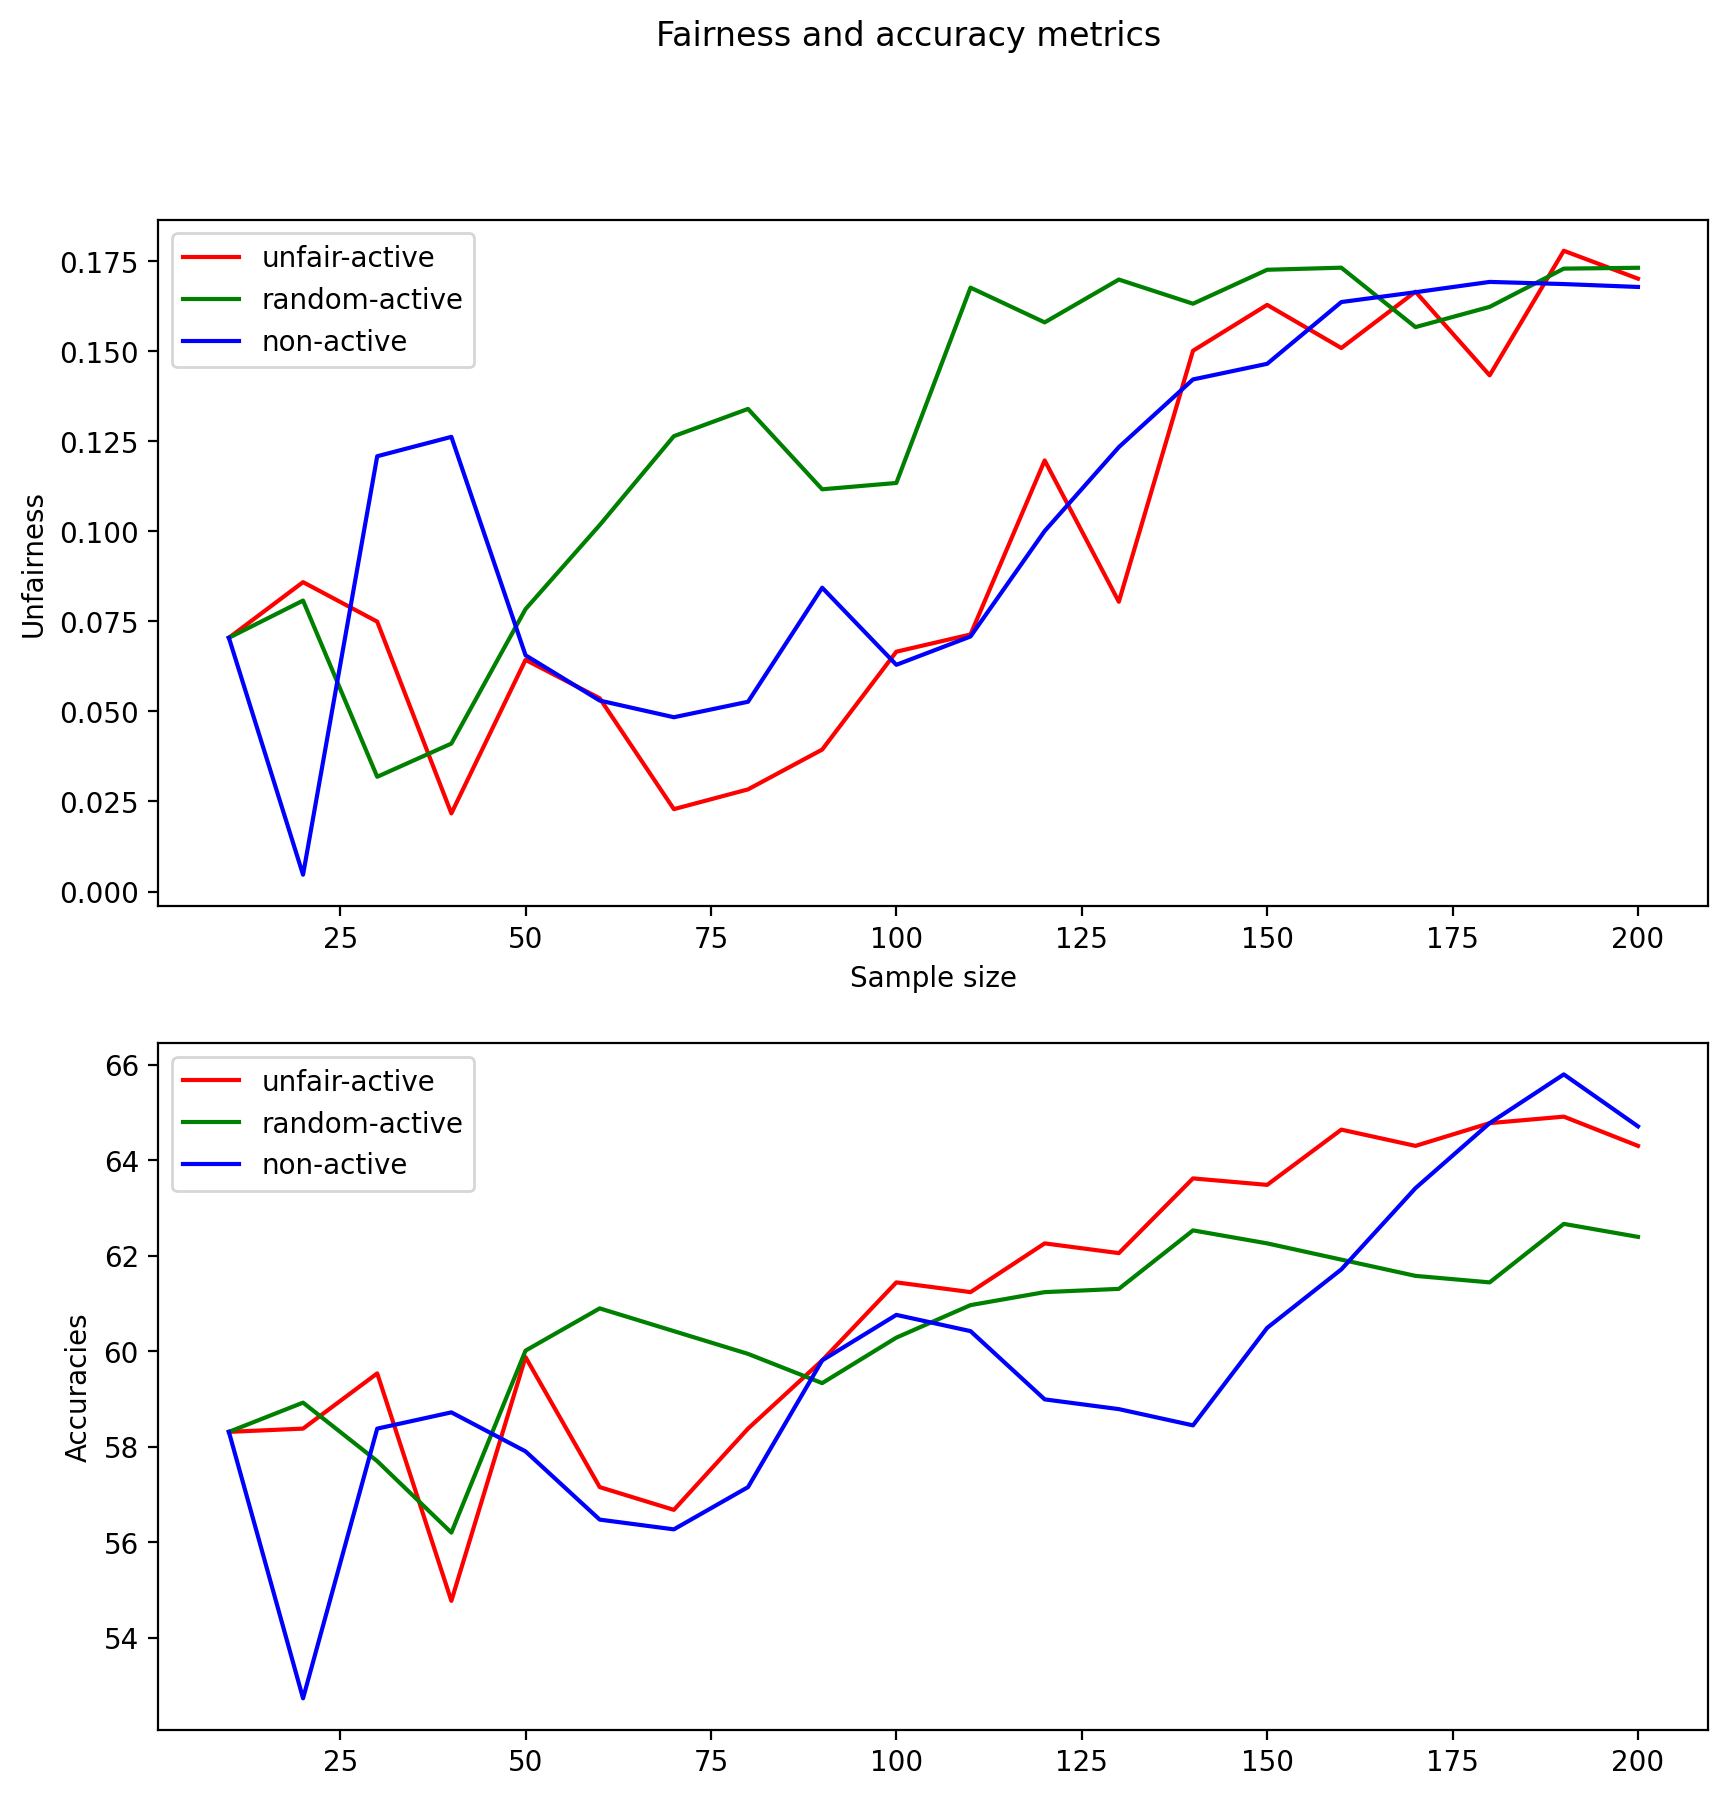 Fairness and accuracy metrics
unfair-active
random-active
non-active
0.175
0.150
0.125
0.100
0.075
0.050
0.025
0.000
Unfairness
25 50 75 100 125 150 175 200
Sample size
unfair-active
random-active
non-active
66
64
62
60
58
56
54
Accuracies
25 50 75 100 125 150 175 200